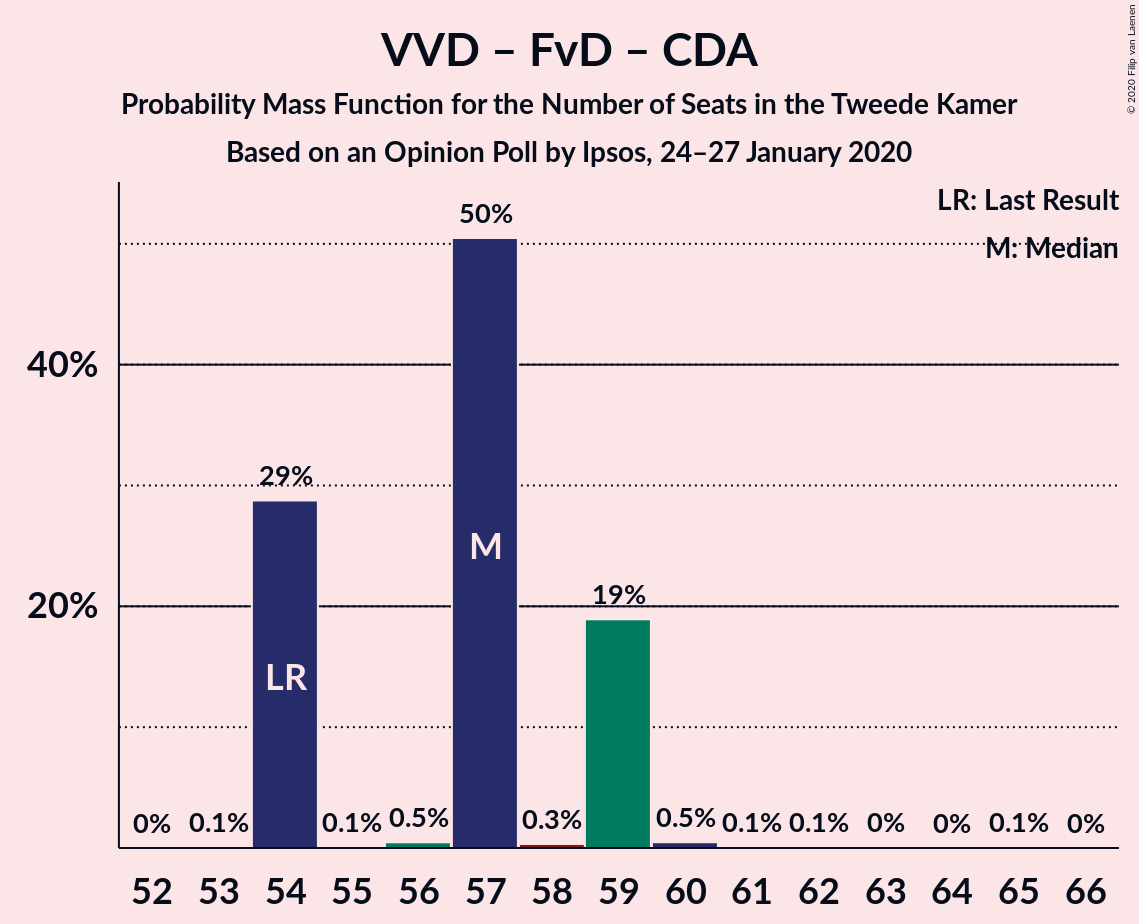 VVD – FvD – CDA
Probability Mass Function for the Number of Seats in the Tweede Kamer
Based on an Opinion Poll by Ipsos, 24–27 January 2020
© 2020 Filip van Laenen
LR: Last Result
M: Median
40%
20%
0% 0.1% 29% 0.1% 0.5% 50% 0.3% 19% 0.5% 0.1% 0.1% 0% 0% 0.1% 0%
LR
M
52 53 54 55 56 57 58 59 60 61 62 63 64 65 66